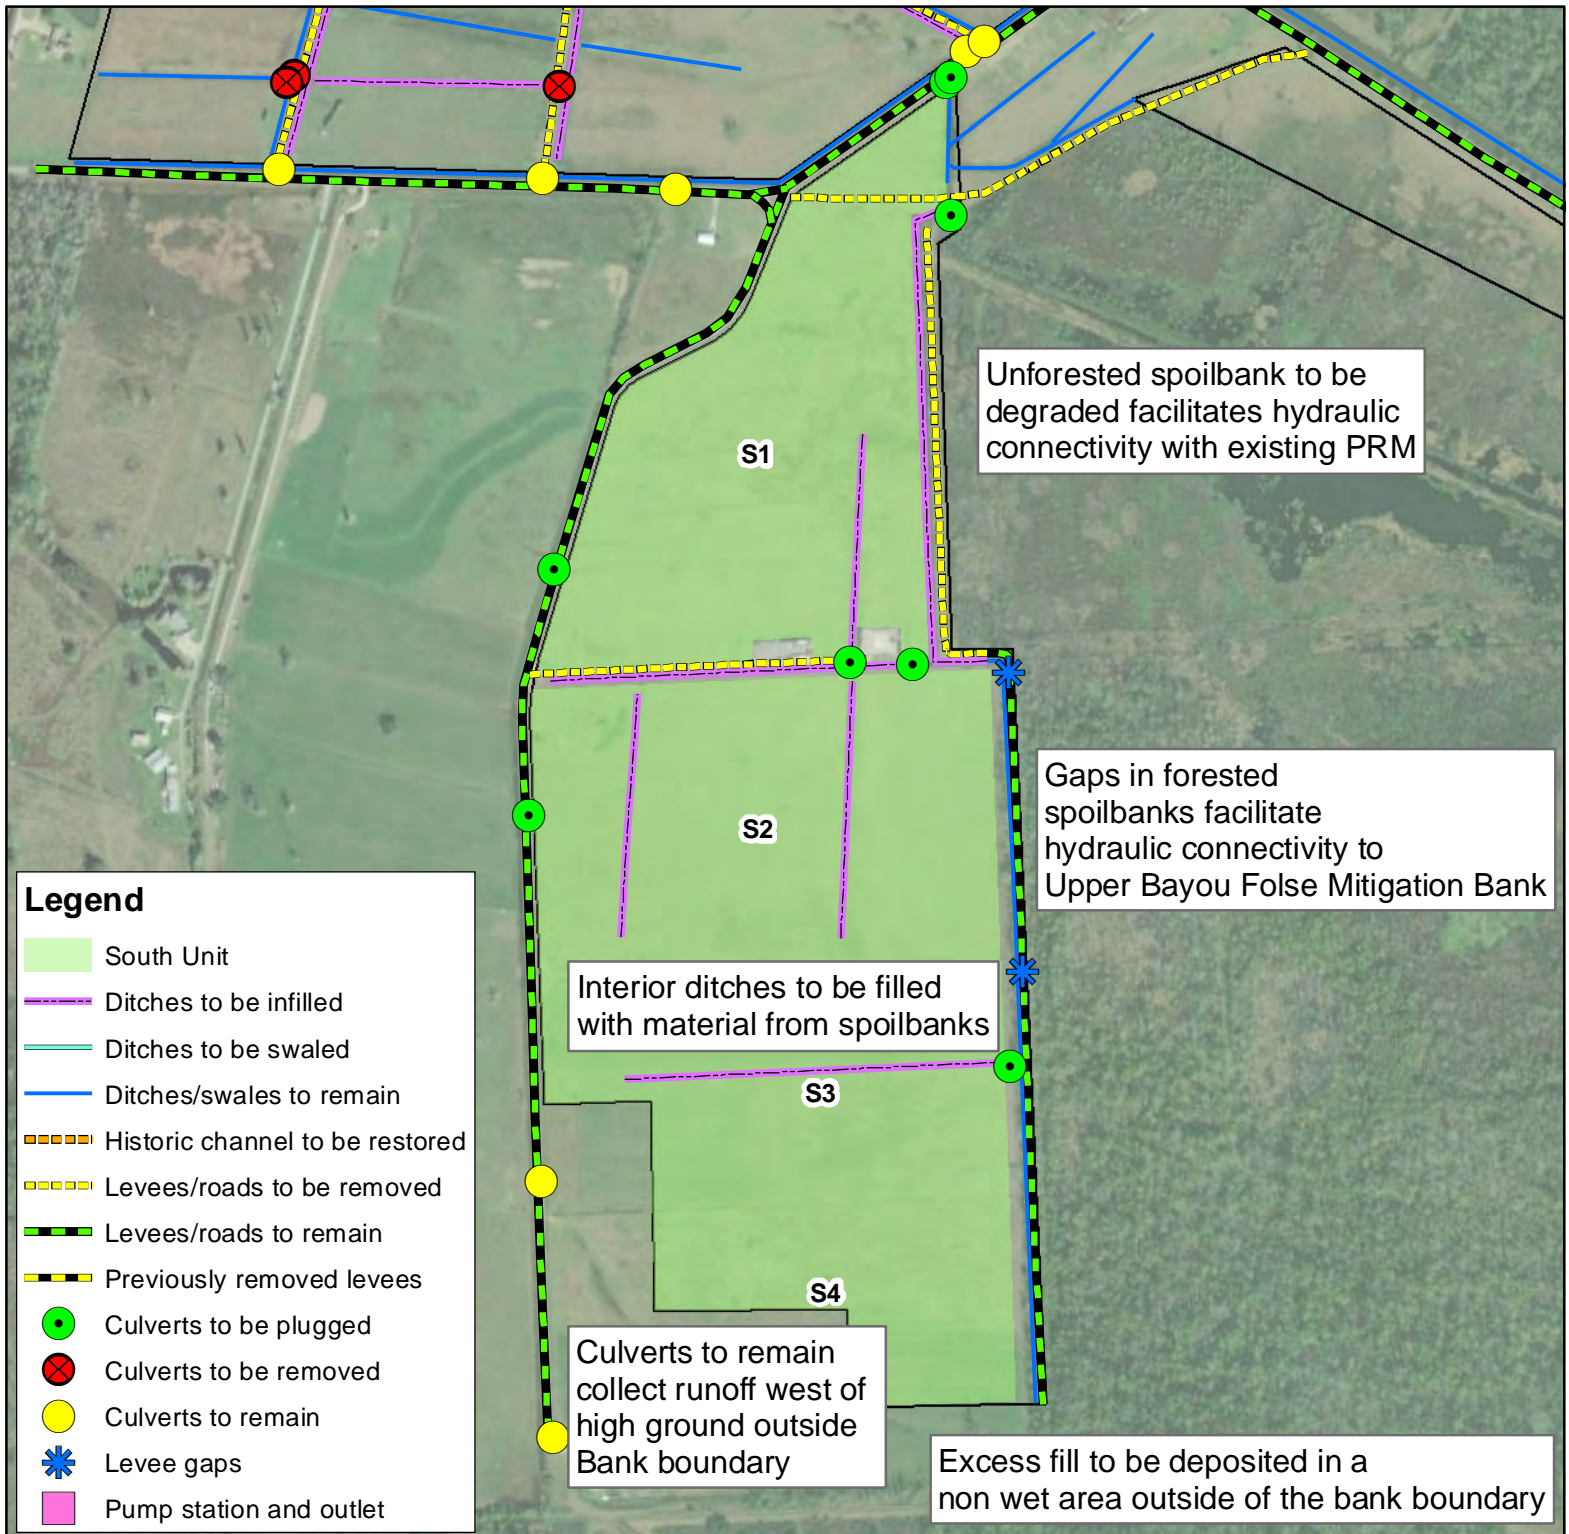 Unforested spoilbank to be
degraded facilitates hydraulic
connectivity with existing PRM
S1
Gaps in forested
spoilbanks facilitate
hydraulic connectivity to
Upper Bayou Folse Mitigation Bank
S2
Interior ditches to be filled
with material from spoilbanks
S3
S4
Culverts to remain
collect runoff west of
high ground outside
Bank boundary
Excess fill to be deposited in a
non wet area outside of the bank boundary
Legend
South Unit
Ditches to be infilled
Ditches to be swaled
Ditches/swales to remain
Historic channel to be restored
Levees/roads to be removed
Levees/roads to remain
Previously removed levees
Culverts to be plugged
Culverts to be removed
Culverts to remain
Levee gaps
Pump station and outlet